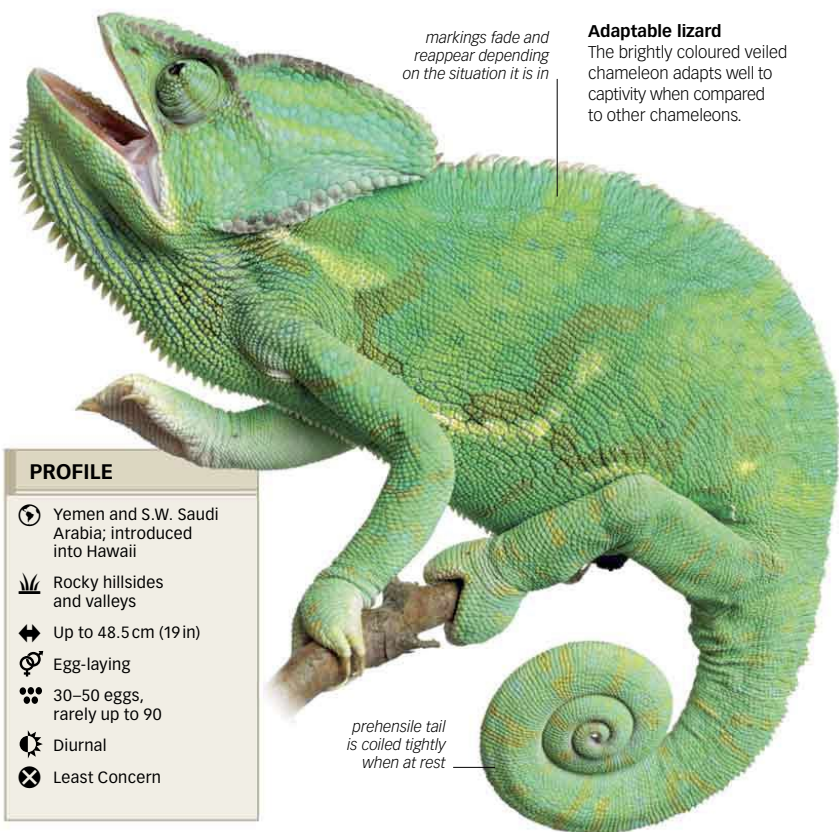 markings fade and
reappear depending
on the situation it is in
Adaptable lizard
The brightly coloured veiled
chameleon adapts well to
captivity when compared
to other chameleons.
PROFILE
Yemen and S.W. Saudi
Arabia; introduced
into Hawaii
Rocky hillsides
and valleys
Up to 48.5 cm (19 in)
Egg-laying
30–50 eggs,
rarely up to 90
Diurnal
Least Concern
prehensile tail
is coiled tightly
when at rest